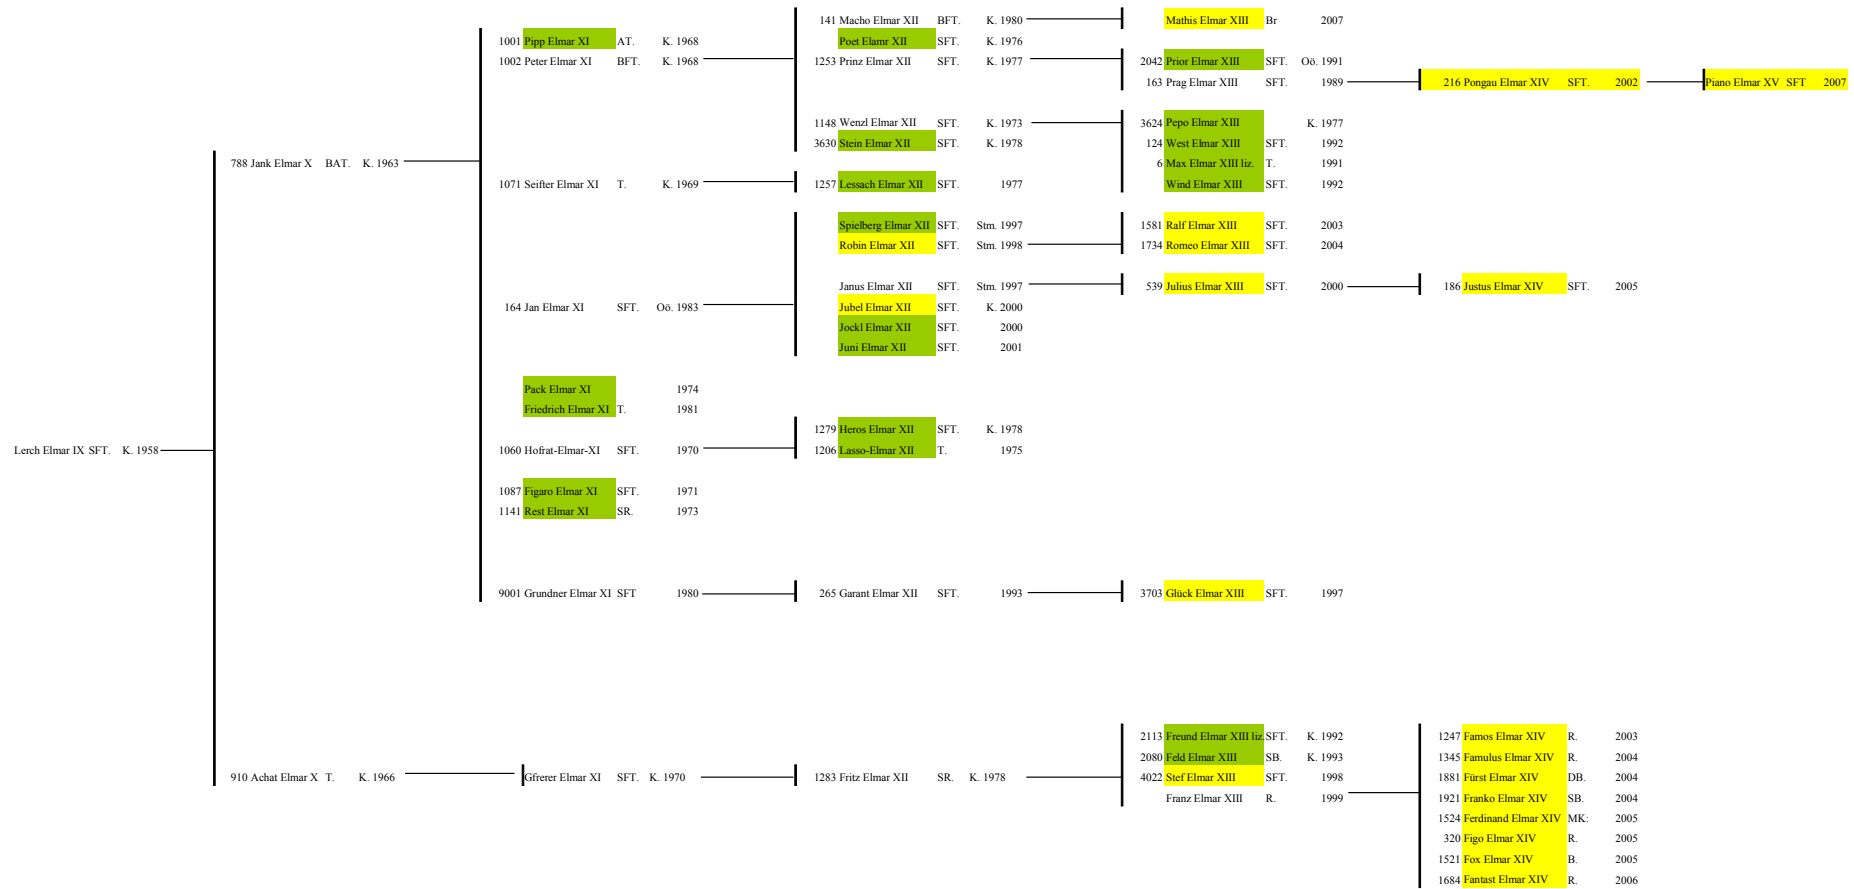 141 Macho Elmar XII BFT. K. 1980 Mathis Elmar XIII Br 2007
1001 Pipp Elmar XI AT. K. 1968 Poet Elamr XII SFT. K. 1976
1002 Peter Elmar XI BFT. K. 1968 1253 Prinz Elmar XII SFT. K. 1977 2042 Prior Elmar XIII SFT. Oö. 1991
163 Prag Elmar XIII SFT. 1989 216 Pongau Elmar XIV SFT. 2002 Piano Elmar XV SFT 2007
1148 Wenzl Elmar XII SFT. K. 1973 3624 Pepo Elmar XIII K. 1977
3630 Stein Elmar XII SFT. K. 1978 124 West Elmar XIII SFT. 1992
788 Jank Elmar X BAT. K. 1963 6 Max Elmar XIII liz. T. 1991
1071 Seifter Elmar XI T. K. 1969 1257 Lessach Elmar XII SFT. 1977 Wind Elmar XIII SFT. 1992
Spielberg Elmar XII SFT. Stm. 1997 1581 Ralf Elmar XIII SFT. 2003
Robin Elmar XII SFT. Stm. 1998 1734 Romeo Elmar XIII SFT. 2004
Janus Elmar XII SFT. Stm. 1997 539 Julius Elmar XIII SFT. 2000 186 Justus Elmar XIV SFT. 2005
164 Jan Elmar XI SFT. Oö. 1983 Jubel Elmar XII SFT. K. 2000
Jockl Elmar XII SFT. 2000
Juni Elmar XII SFT. 2001
Pack Elmar XI 1974
Friedrich Elmar XI T. 1981
1279 Heros Elmar XII SFT. K. 1978
Lerch Elmar IX SFT. K. 1958 1060 Hofrat-Elmar-XI SFT. 1970 1206 Lasso-Elmar XII T. 1975
1087 Figaro Elmar XI SFT. 1971
1141 Rest Elmar XI SR. 1973
9001 Grundner Elmar XI SFT 1980 265 Garant Elmar XII SFT. 1993 3703 Glück Elmar XIII SFT. 1997
2113 Freund Elmar XIII liz. SFT. K. 1992 1247 Famos Elmar XIV R. 2003
2080 Feld Elmar XIII SB. K. 1993 1345 Famulus Elmar XIV R. 2004
910 Achat Elmar X T. K. 1966 Gfrerer Elmar XI SFT. K. 1970 1283 Fritz Elmar XII SR. K. 1978 4022 Stef Elmar XIII SFT. 1998 1881 Fürst Elmar XIV DB. 2004
Franz Elmar XIII R. 1999 1921 Franko Elmar XIV SB. 2004
1524 Ferdinand Elmar XIV MK: 2005
320 Figo Elmar XIV R. 2005
1521 Fox Elmar XIV B. 2005
1684 Fantast Elmar XIV R. 2006